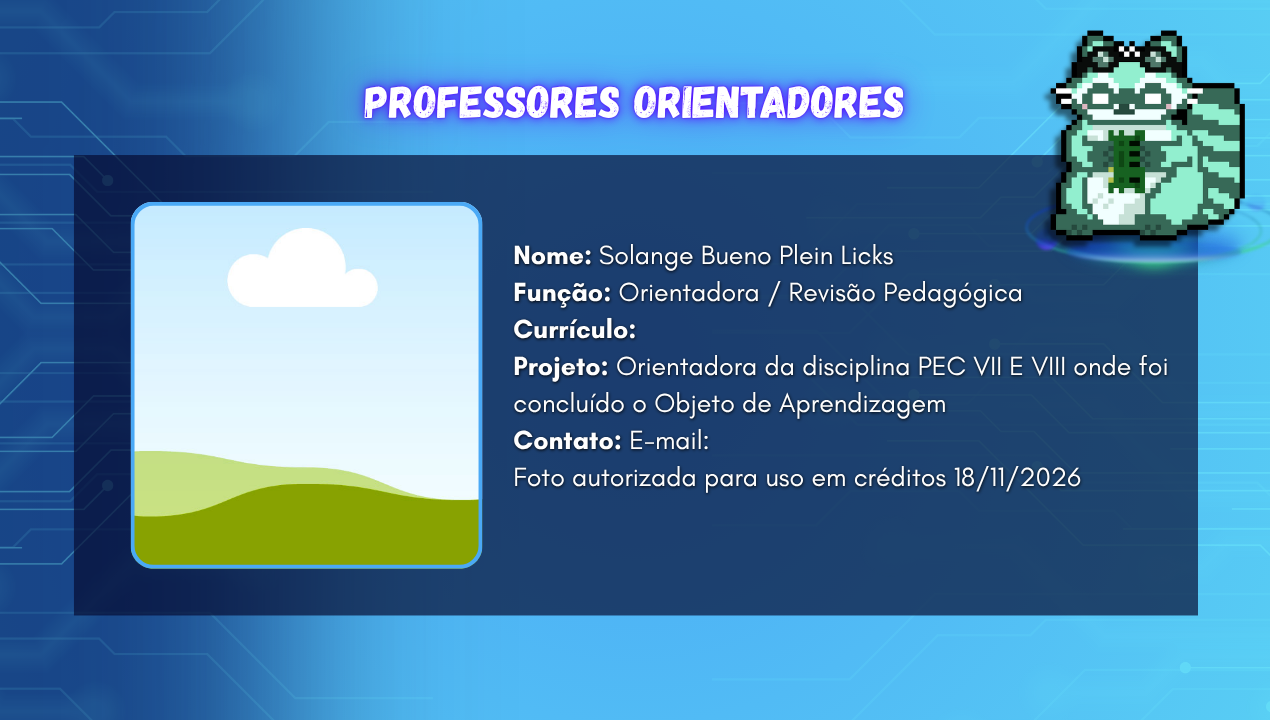 PROFESSORES ORIENTADORES
Nome: Solange Bueno Plein Licks
Função: Orientadora / Revisão Pedagógica
Currículo:
Projeto: Orientadora da disciplina PEC VII E VIII onde foi
concluído o Objeto de Aprendizagem
Contato: E-mail:
Foto autorizada para uso em créditos 18/11/2026